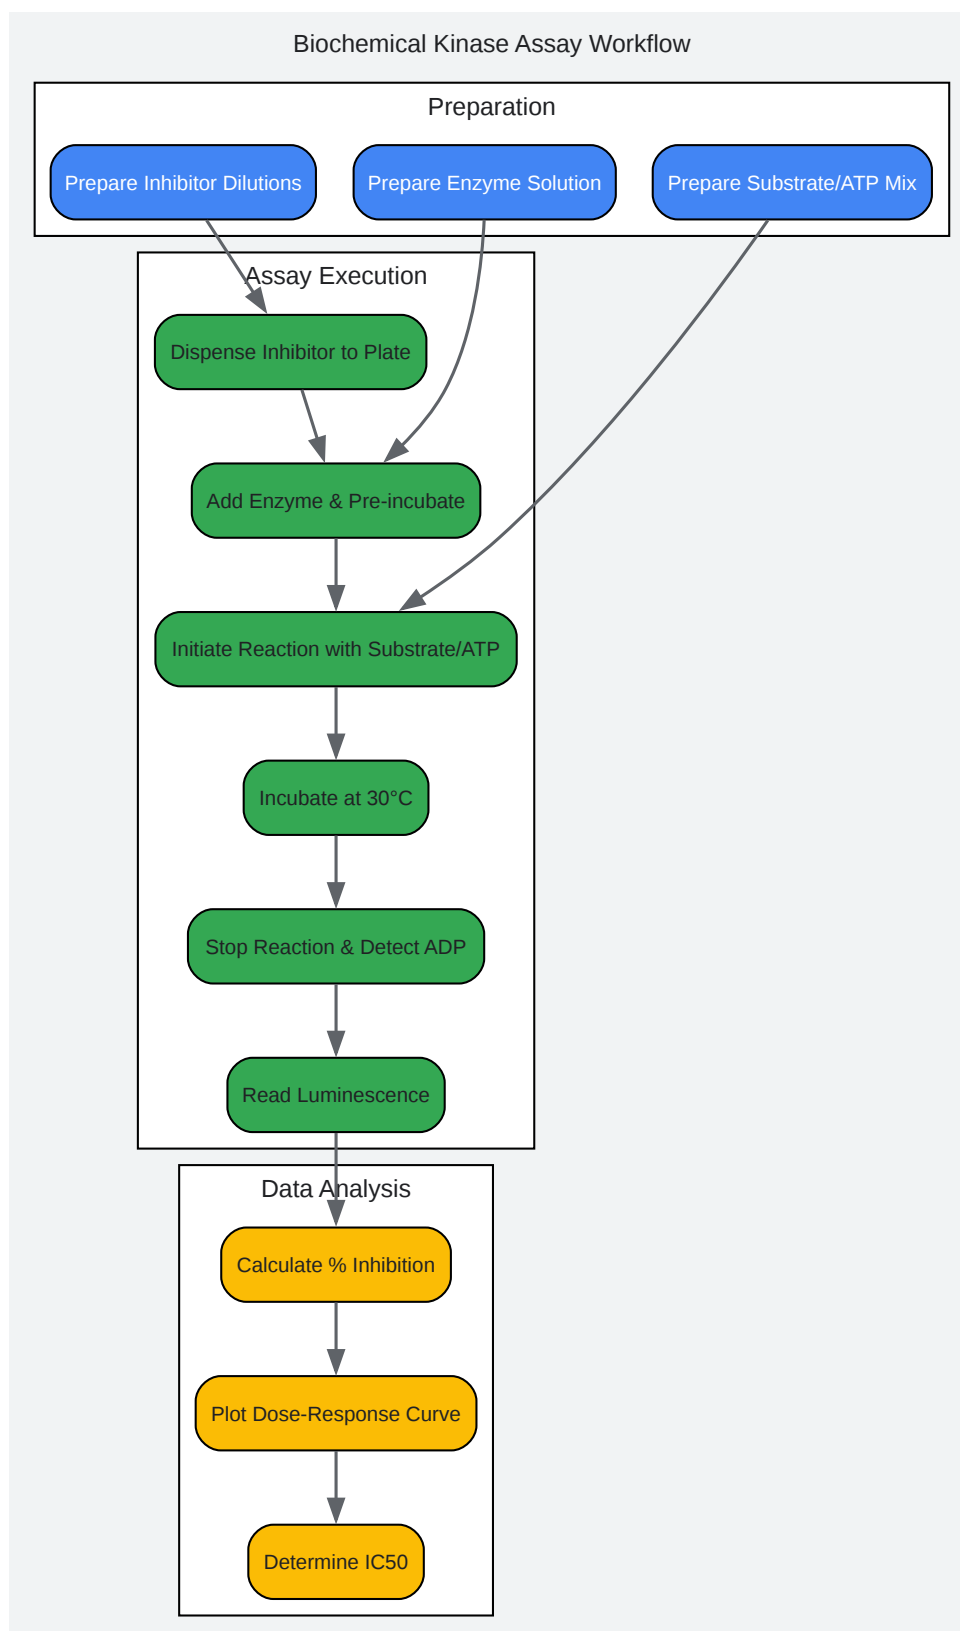 Biochemical Kinase Assay Workflow
Preparation
Prepare Inhibitor Dilutions
Prepare Enzyme Solution
Prepare Substrate/ATP Mix
Assay Execution
Dispense Inhibitor to Plate
Add Enzyme & Pre-incubate
Initiate Reaction with Substrate/ATP
Incubate at 30°C
Stop Reaction & Detect ADP
Read Luminescence
Data Analysis
Calculate % Inhibition
Plot Dose-Response Curve
Determine IC50